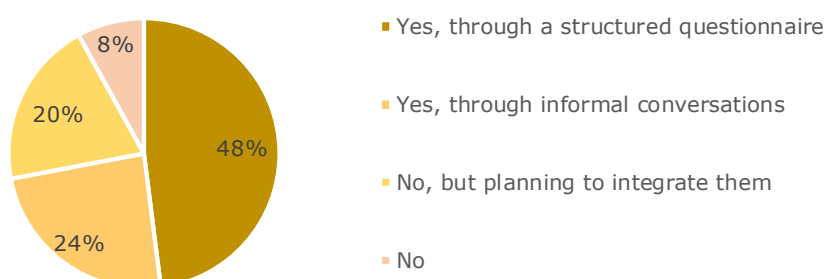 8%
Yes, through a structured questionnaire
Yes, through informal conversations
20%
48%
No, but planning to integrate them
24%
No